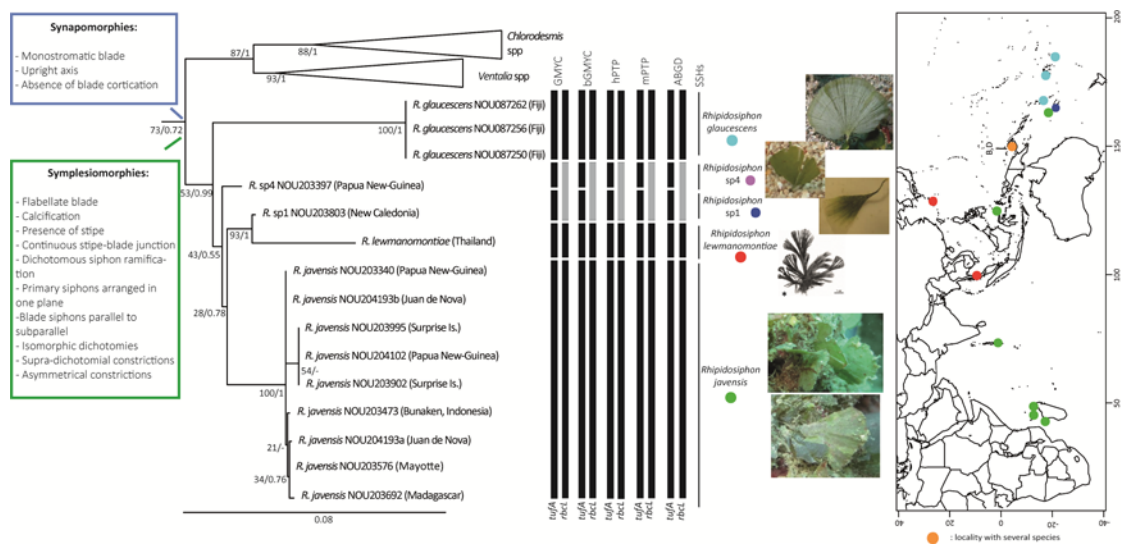 Synapomorphies:
- Monostromatic blade
- Upright axis
- Absence of blade cortication
Symplesiomorphies:
- Flabellate blade
- Calcification
- Presence of stipe
- Continuous stipe-blade junction
- Dichotomous siphon ramifica-
tion
- Primary siphons arranged in
one plane
-Blade siphons parallel to
subparallel
- Isomorphic dichotomies
- Supra-dichotomial constrictions
- Asymmetrical constrictions
73/0.72
87/1
88/1
Chlorodesmis
spp
93/1
Ventalia spp
R. glaucescens NOU087262 (Fiji)
100/1
R. glaucescens NOU087256 (Fiji)
R. glaucescens NOU087250 (Fiji)
53/0.99
R. sp4 NOU203397 (Papua New-Guinea)
R. sp1 NOU203803 (New Caledonia)
93/1
R. lewmanomontiae (Thailand)
43/0.55
R. javensis NOU203340 (Papua New-Guinea)
28/0.78
R. javensis NOU204193b (Juan de Nova)
R. javensis NOU203995 (Surprise Is.)
R. javensis NOU204102 (Papua New-Guinea)
54/-
R. javensis NOU203902 (Surprise Is.)
100/1
R. javensis NOU203473 (Bunaken, Indonesia)
21/-
R. javensis NOU204193a (Juan de Nova)
R. javensis NOU203576 (Mayotte)
34/0.76
R. javensis NOU203692 (Madagascar)
0.08
GMYC
bGMYC
hPTP
mPTP
ABGD
SSHs
tufA
rbcL
tufA
rbcL
tufA
rbcL
tufA
rbcL
tufA
rbcL
Rhipidosiphon
glaucescens
Rhipidosiphon
sp4
Rhipidosiphon
sp1
Rhipidosiphon
lewmanomontiae
Rhipidosiphon
javensis
B,D
200
150
100
50
40
20
0
-20
-40
: locality with several species